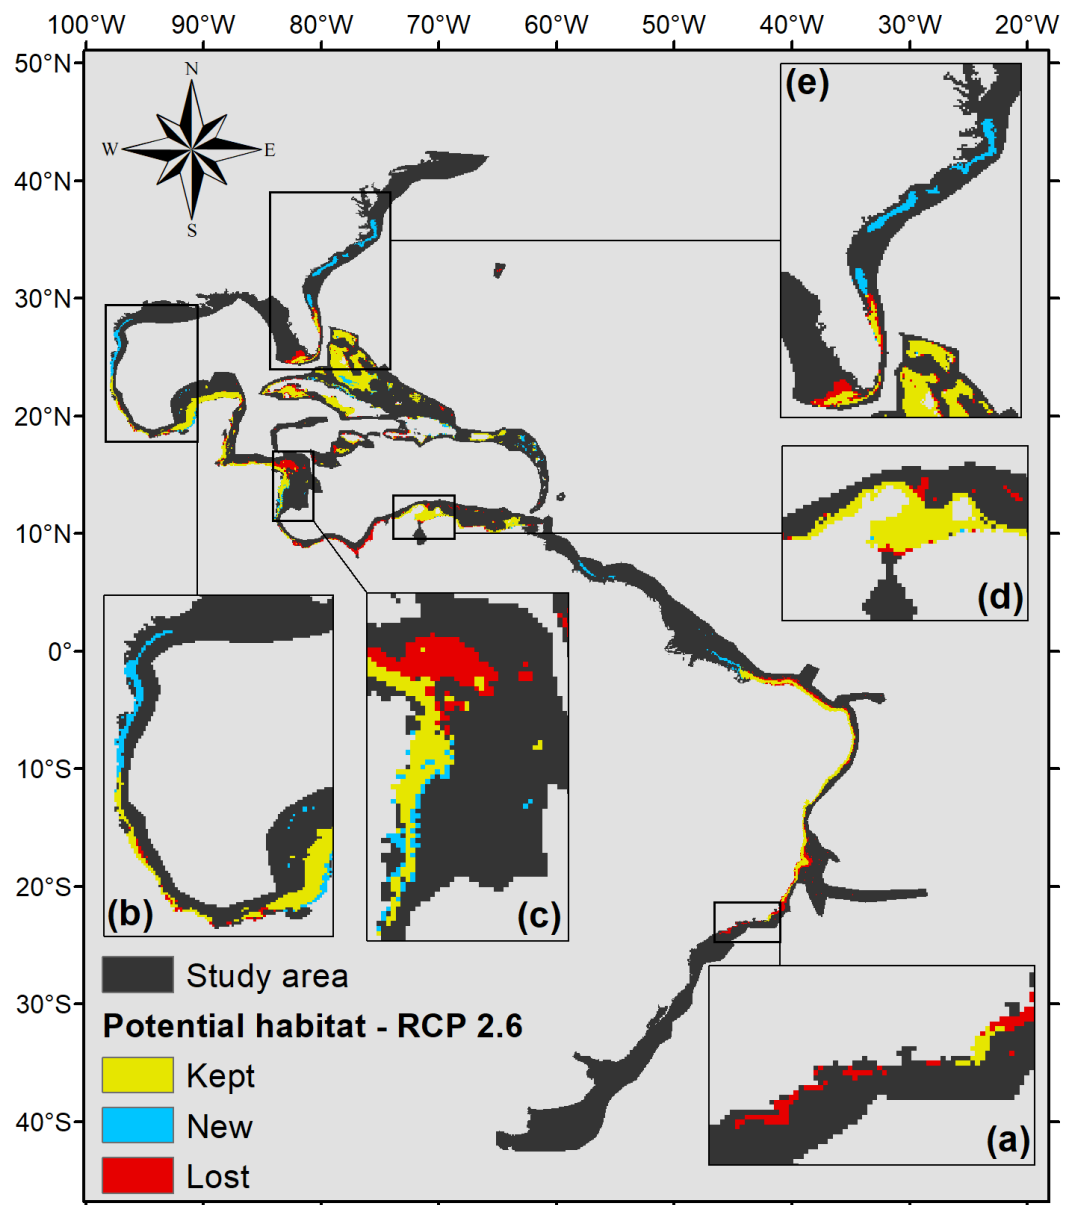 100°W 90°W 80°W 70°W 60°W 50°W 40°W 30°W 20°W
50°N
40°N
30°N
20°N
10°N
0°
10°S
20°S
30°S
40°S
N
W E
S
(e)
(d)
(b)
(c)
(a)
Study area
Potential habitat - RCP 2.6
Kept
New
Lost